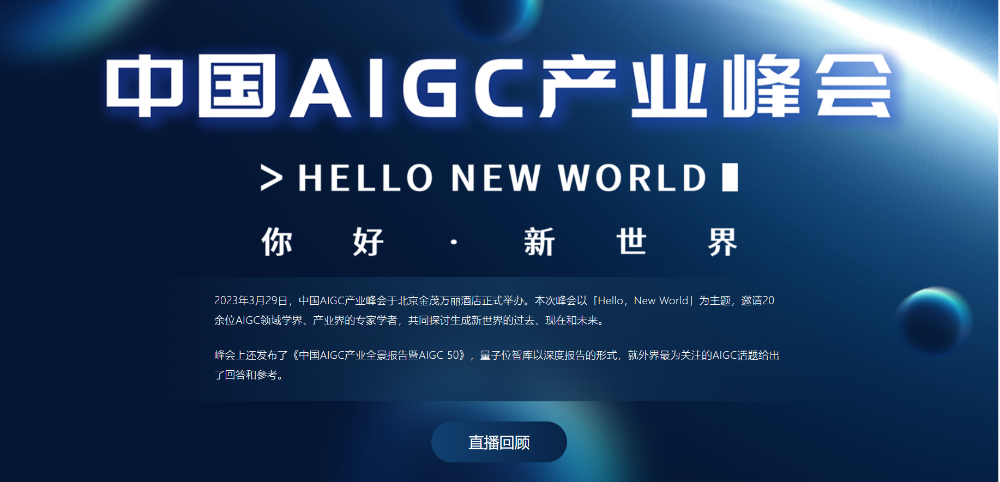 中国AIGC产业峰会
> HELLO NEW WORLD
你好·新世界
2023年3月29日，中国AIGC产业峰会于北京金茂万丽酒店正式举办。本次峰会以「Hello，New World」为主题，邀请20
余位AIGC领域学界、产业界的专家学者，共同探讨生成新世界的过去、现在和未来。
峰会上还发布了《中国AIGC产业全景报告暨AIGC 50》，量子位智库以深度报告的形式，就外界最为关注的AIGC话题给出
了回答和参考。
直播回顾